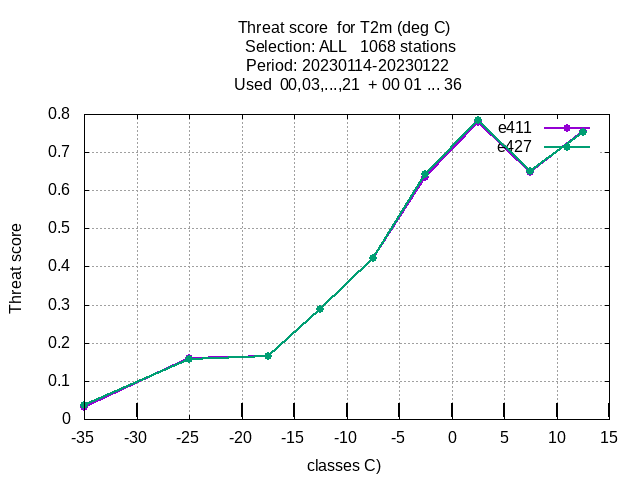 Threat score  for T2m (deg C)
Selection: ALL   1068 stations
Period: 20230114-20230122
Used  00,03,...,21  + 00 01 ... 36
e411
e427
Threat score
0.8
0.7
0.6
0.5
0.4
0.3
0.2
0.1
0
-35 -30 -25 -20 -15 -10 -5 0 5 10 15
classes C)